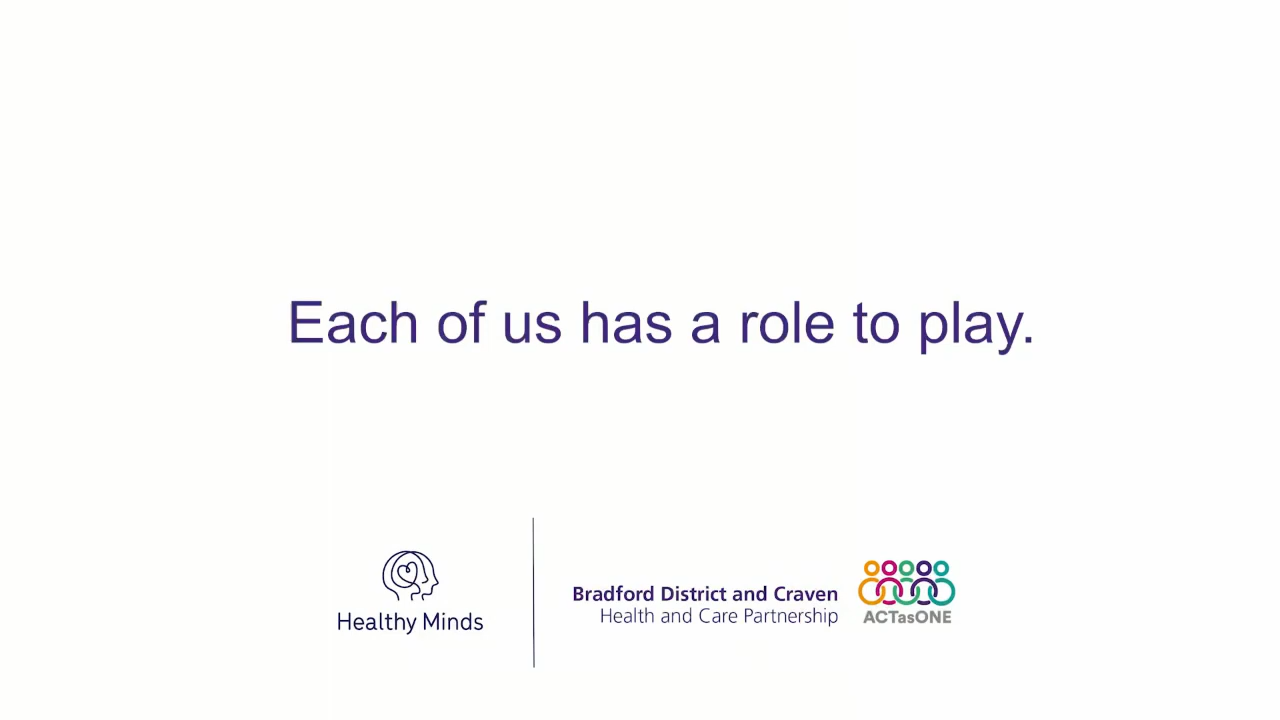 Each of us has a role to play.
Healthy Minds
Bradford District and Craven
Health and Care Partnership
ACTasONE